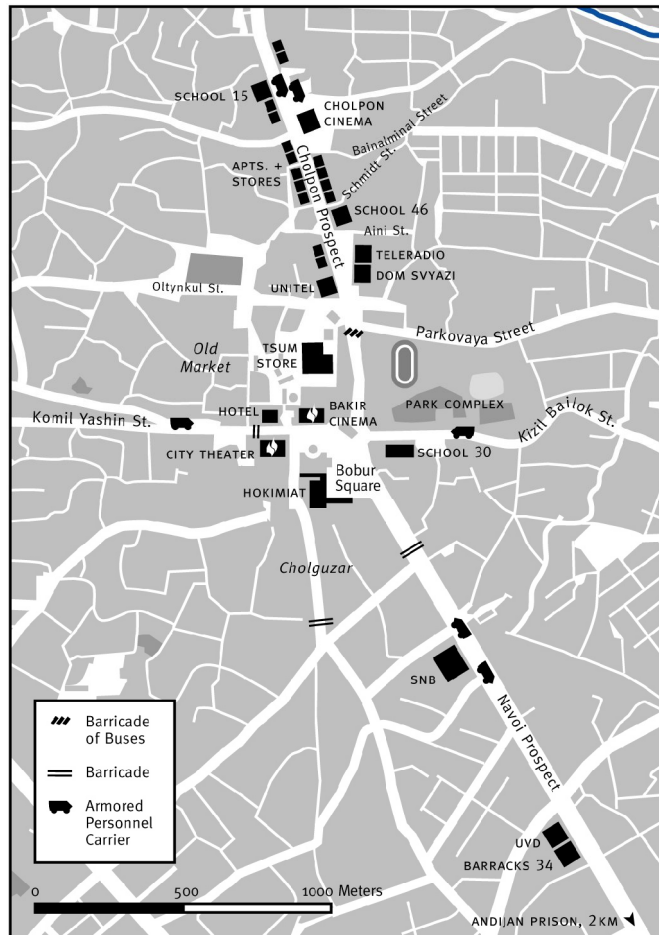 SCHOOL 15
CHOLPON
CINEMA
Bainalminal Street
APTS. +
STORES
Cholpon Prospect
Schmidt St.
SCHOOL 46
Aini St.
TELERADIO
DOM SVYAZI
Oltynkul St.
UNITEL
Parkovaya Street
Old
Market
TSUM
STORE
PARK COMPLEX
Komil Yashin St.
HOTEL
BAKIR
CINEMA
Kiztl Bailok St.
CITY THEATER
SCHOOL 30
Bobur
Square
HOKIMIAT
Cholguzar
SNB
Navoi Prospect
Barricade
of Buses
Barricade
Armored
Personnel
Carrier
UVD
BARRACKS 34
0 500 1000 Meters
ANDIJAN PRISON, 2KM